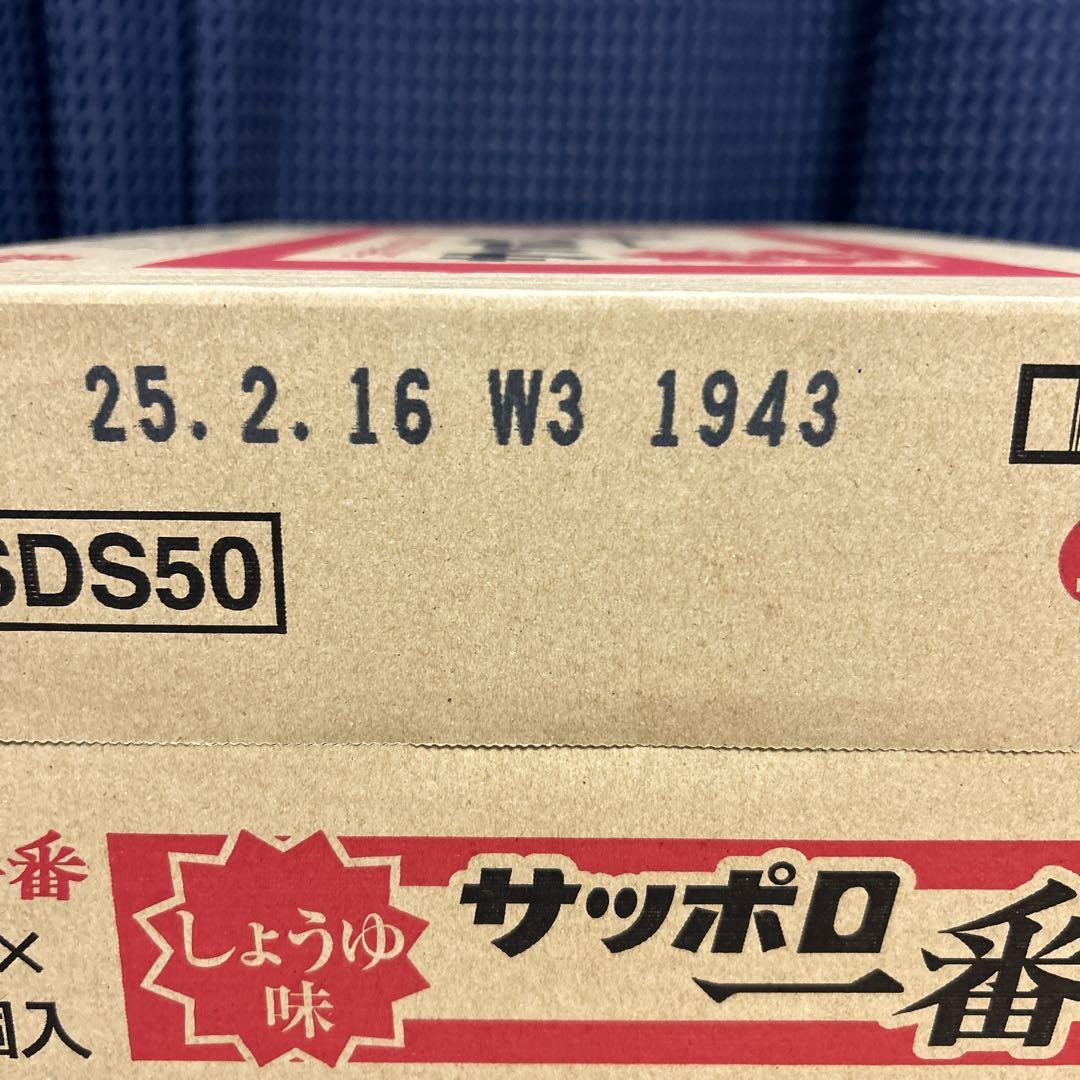 25.2.16 W3 1943
SDS50
番
しょうゆ
味
サッポロ
一番
×
個入